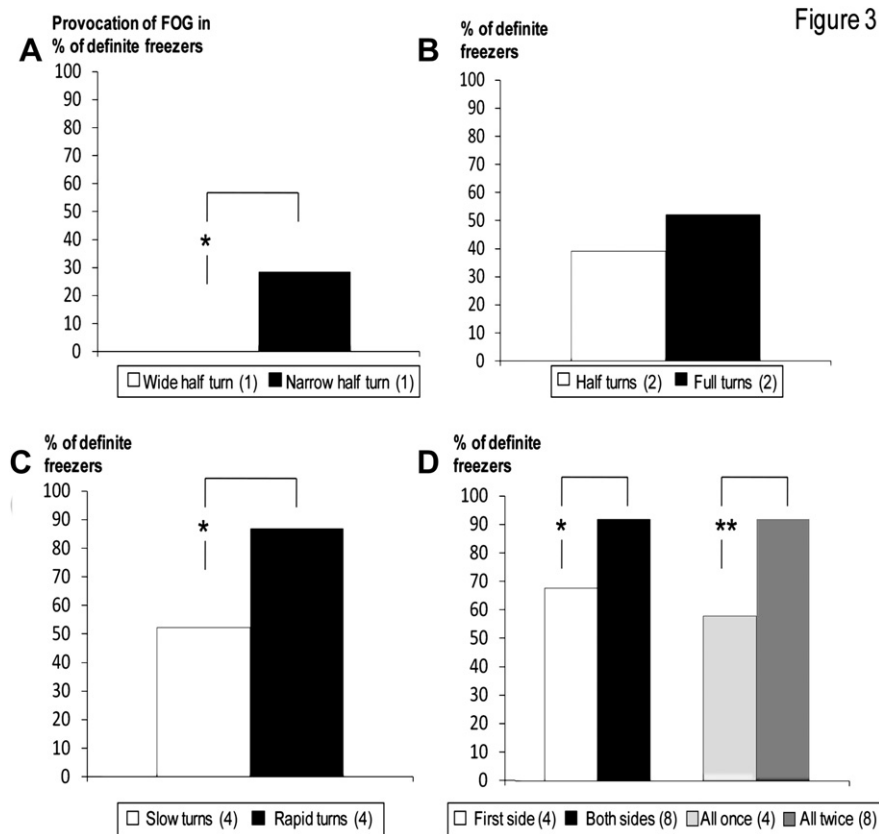 Figure 3
Provocation of FOG in
% of definite freezers
A
100
90
80
70
60
50
40
30
20
10
0
*
Wide half turn (1) Narrow half turn (1)
% of definite
freezers
B
100
90
80
70
60
50
40
30
20
10
0
Half turns (2) Full turns (2)
% of definite
freezers
C
100
90
80
70
60
50
40
30
20
10
0
*
Slow turns (4) Rapid turns (4)
% of definite
freezers
D
100
90
80
70
60
50
40
30
20
10
0
* **
First side (4) Both sides (8) All once (4) All twice (8)